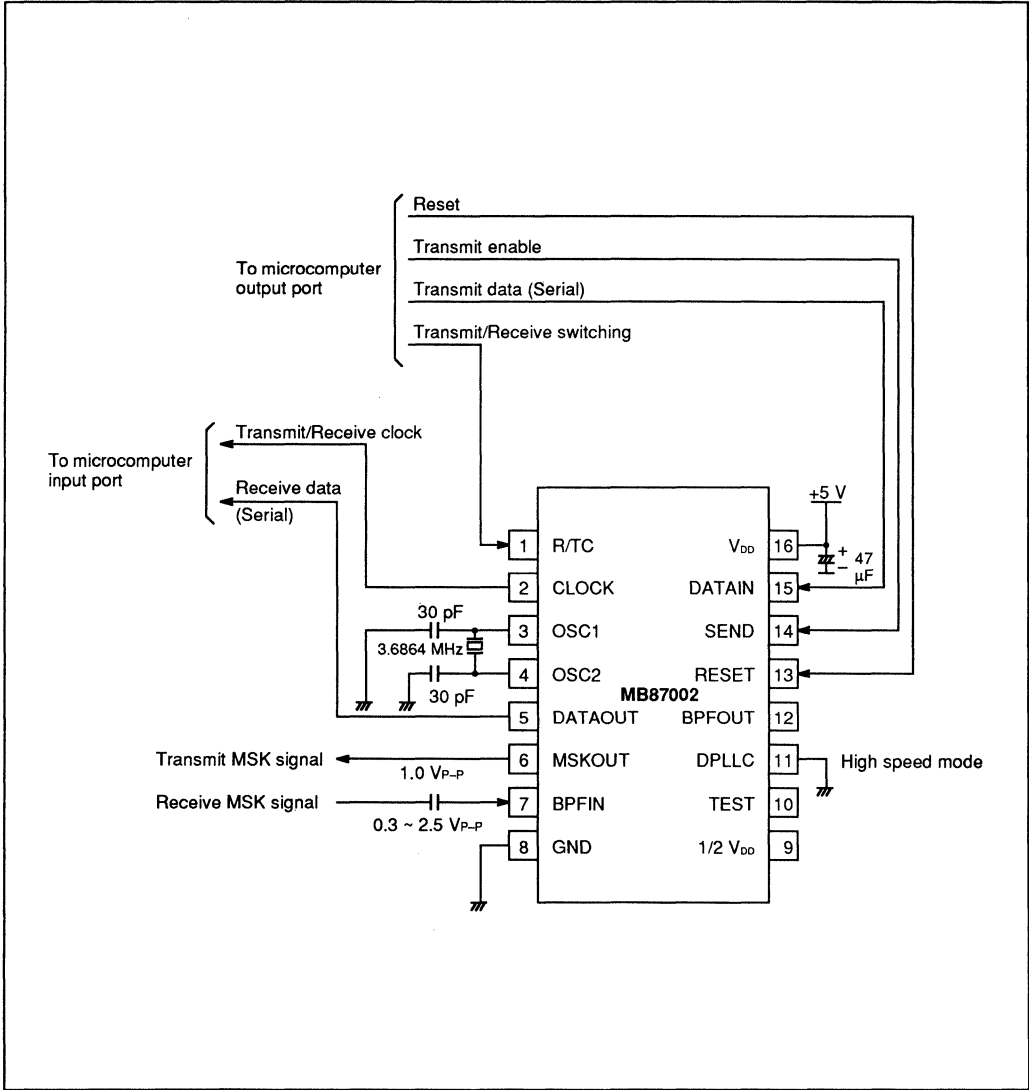 Reset
Transmit enable
To microcomputer
output port
Transmit data (Serial)
Transmit/Receive switching
Transmit/Receive clock
To microcomputer
input port
Receive data
(Serial)
+5 V
1 R/TC VDD 16 + 47
− µF
2 CLOCK DATAIN 15
30 pF
3 OSC1 SEND 14
3.6864 MHz
4 OSC2 RESET 13
30 pF
MB87002
5 DATAOUT BPFOUT 12
Transmit MSK signal 6 MSKOUT DPLLC 11 High speed mode
1.0 VP–P
Receive MSK signal 7 BPFIN TEST 10
0.3 ~ 2.5 VP–P
8 GND 1/2 VDD 9